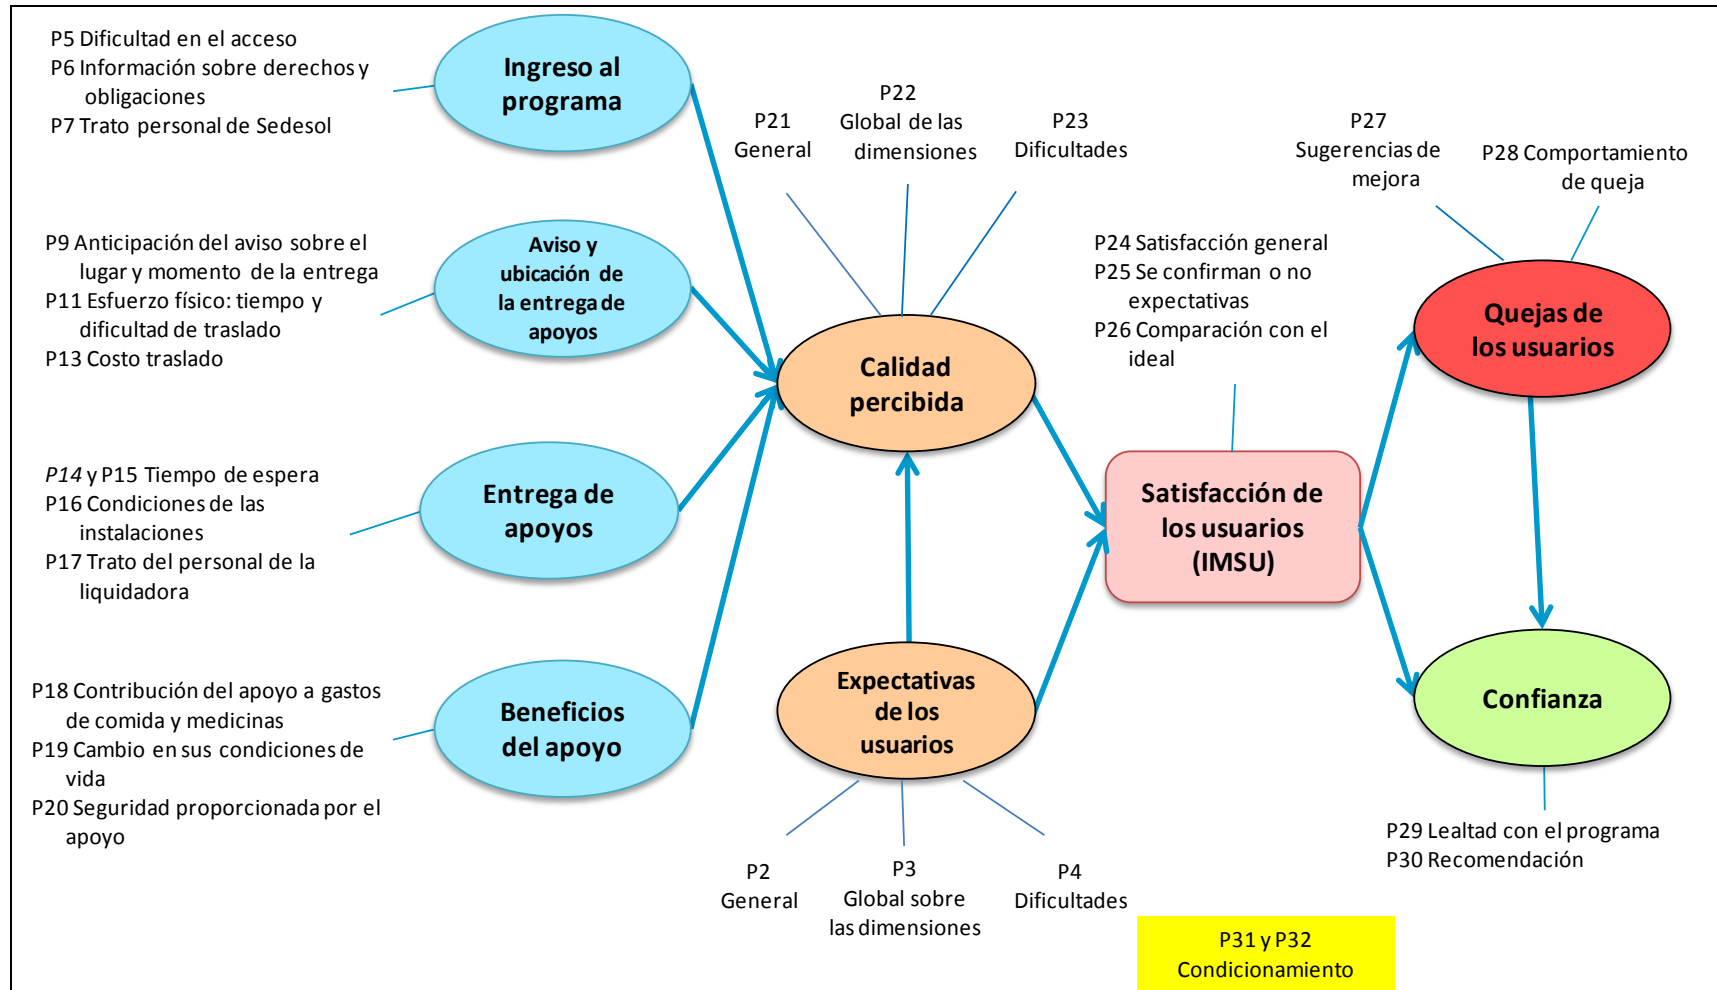 P5 Dificultad en el acceso
P6 Información sobre derechos y
obligaciones
P7 Trato personal de Sedesol
Ingreso al
programa
P9 Anticipación del aviso sobre el
lugar y momento de la entrega
P11 Esfuerzo físico: tiempo y
dificultad de traslado
P13 Costo traslado
Aviso y
ubicación de
la entrega de
apoyos
P14 y P15 Tiempo de espera
P16 Condiciones de las
instalaciones
P17 Trato del personal de la
liquidadora
Entrega de
apoyos
P18 Contribución del apoyo a gastos
de comida y medicinas
P19 Cambio en sus condiciones de
vida
P20 Seguridad proporcionada por el
apoyo
Beneficios
del apoyo
P21
General
P22
Global de las
dimensiones
P23
Dificultades
Calidad
percibida
Expectativas
de los
usuarios
P2
General
P3
Global sobre
las dimensiones
P4
Dificultades
P24 Satisfacción general
P25 Se confirman o no
expectativas
P26 Comparación con el
ideal
Satisfacción de
los usuarios
(IMSU)
P27
Sugerencias de
mejora
P28 Comportamiento
de queja
Quejas de
los usuarios
Confianza
P29 Lealtad con el programa
P30 Recomendación
P31 y P32
Condicionamiento